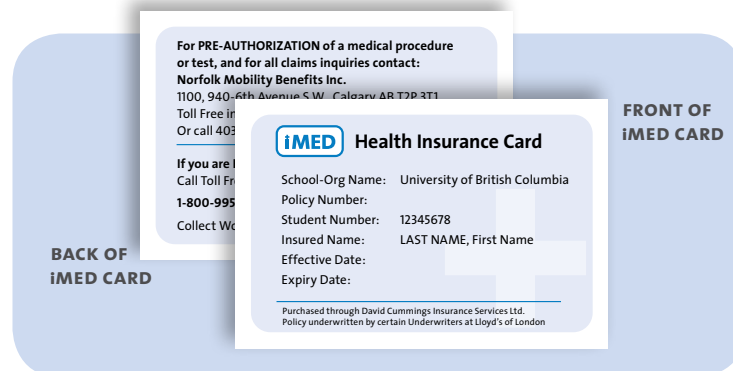 For PRE-AUTHORIZATION of a medical procedure
or test, and for all claims inquiries contact:
Norfolk Mobility Benefits Inc.
1100, 940-6th Avenue S.W., Calgary AB T2P 3T1
Toll Free in
Or call 403
If you are
Call Toll
1-800-995
Collect
BACK OF
iMED CARD
FRONT OF
iMED CARD
iMED Health Insurance Card
School-Org Name: University of British Columbia
Policy Number:
Student Number: 12345678
Insured Name: LAST NAME, First Name
Effective Date:
Expiry Date:
Purchased through David Cummings Insurance Services Ltd.
Policy underwritten by certain Underwriters at Lloyd's of London